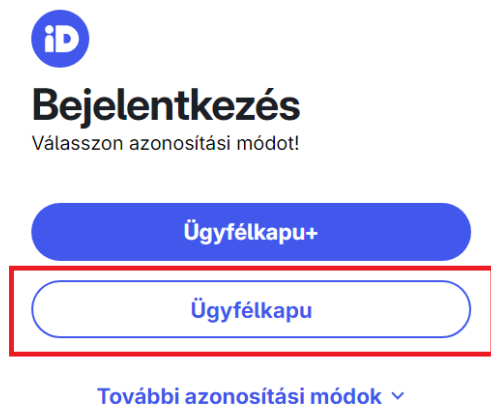 iD
Bejelentkezés
Válasszon azonosítási módot!
Ügyfélkapu+
Ügyfélkapu
További azonosítási módok